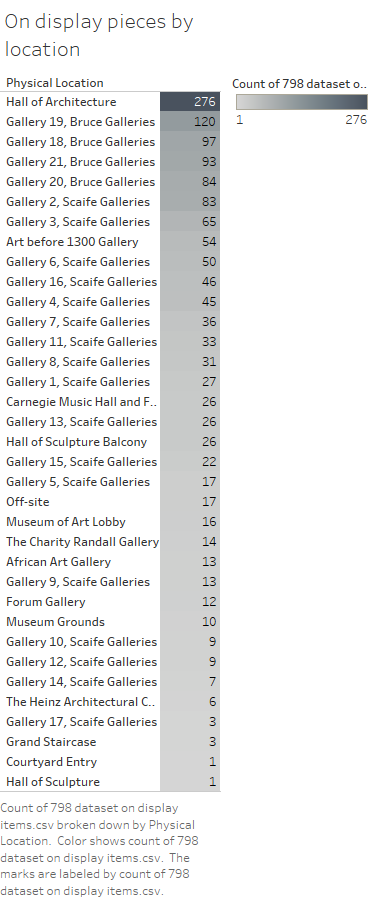 On display pieces by
location
Physical Location
Count of 798 dataset o..
1 276
Hall of Architecture 276
Gallery 19, Bruce Galleries 120
Gallery 18, Bruce Galleries 97
Gallery 21, Bruce Galleries 93
Gallery 20, Bruce Galleries 84
Gallery 2, Scaife Galleries 83
Gallery 3, Scaife Galleries 65
Art before 1300 Gallery 54
Gallery 6, Scaife Galleries 50
Gallery 16, Scaife Galleries 46
Gallery 4, Scaife Galleries 45
Gallery 7, Scaife Galleries 36
Gallery 11, Scaife Galleries 33
Gallery 8, Scaife Galleries 31
Gallery 1, Scaife Galleries 27
Carnegie Music Hall and F.. 26
Gallery 13, Scaife Galleries 26
Hall of Sculpture Balcony 26
Gallery 15, Scaife Galleries 22
Gallery 5, Scaife Galleries 17
Off-site 17
Museum of Art Lobby 16
The Charity Randall Gallery 14
African Art Gallery 13
Gallery 9, Scaife Galleries 13
Forum Gallery 12
Museum Grounds 10
Gallery 10, Scaife Galleries 9
Gallery 12, Scaife Galleries 9
Gallery 14, Scaife Galleries 7
The Heinz Architectural C.. 6
Gallery 17, Scaife Galleries 3
Grand Staircase 3
Courtyard Entry 1
Hall of Sculpture 1
Count of 798 dataset on display
items.csv broken down by Physical
Location. Color shows count of 798
dataset on display items.csv. The
marks are labeled by count of 798
dataset on display items.csv.